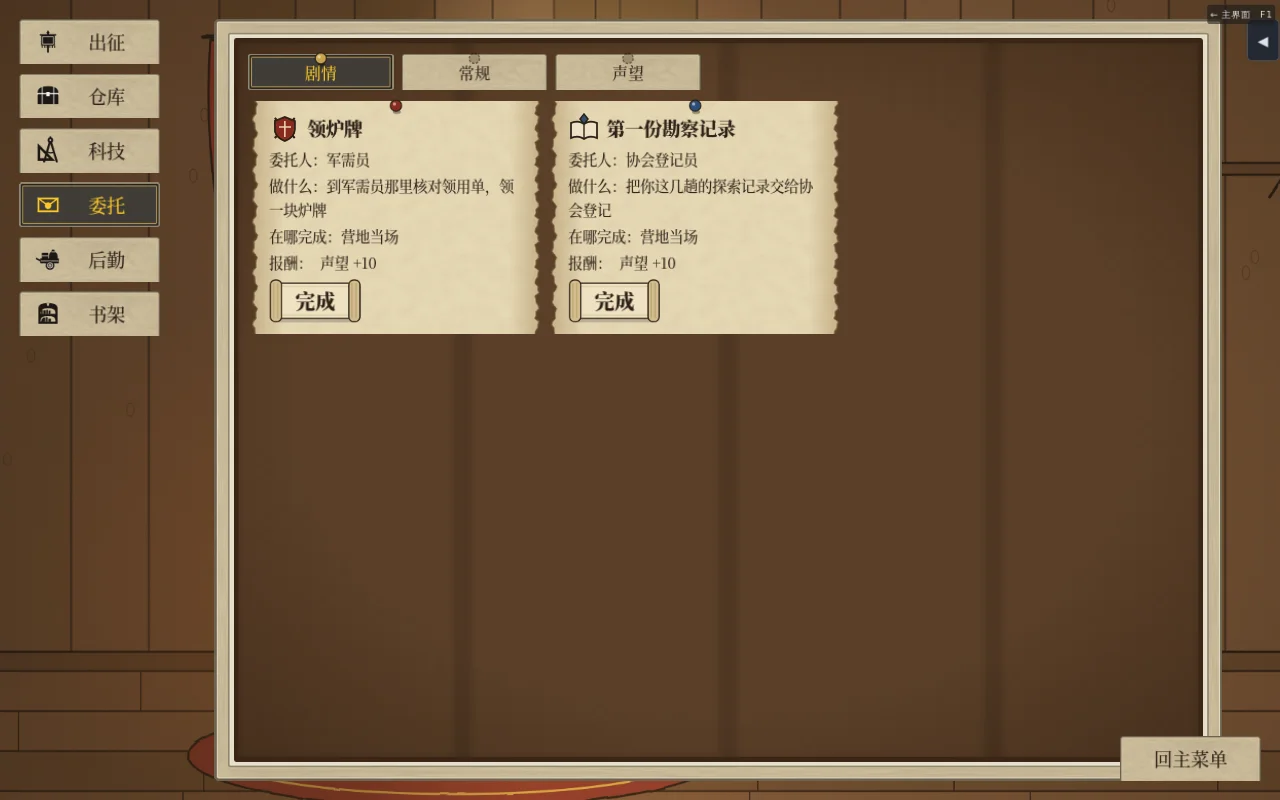 ← 主界面 F1
◀
出征
仓库
科技
委托
后勤
书架
剧情
常规
声望
领炉牌
委托人：军需员
做什么：到军需员那里核对领用单，领
一块炉牌
在哪完成：营地当场
报酬： 声望 +10
完成
第一份勘察记录
委托人：协会登记员
做什么：把你这几趟的探索记录交给协
会登记
在哪完成：营地当场
报酬： 声望 +10
完成
回主菜单